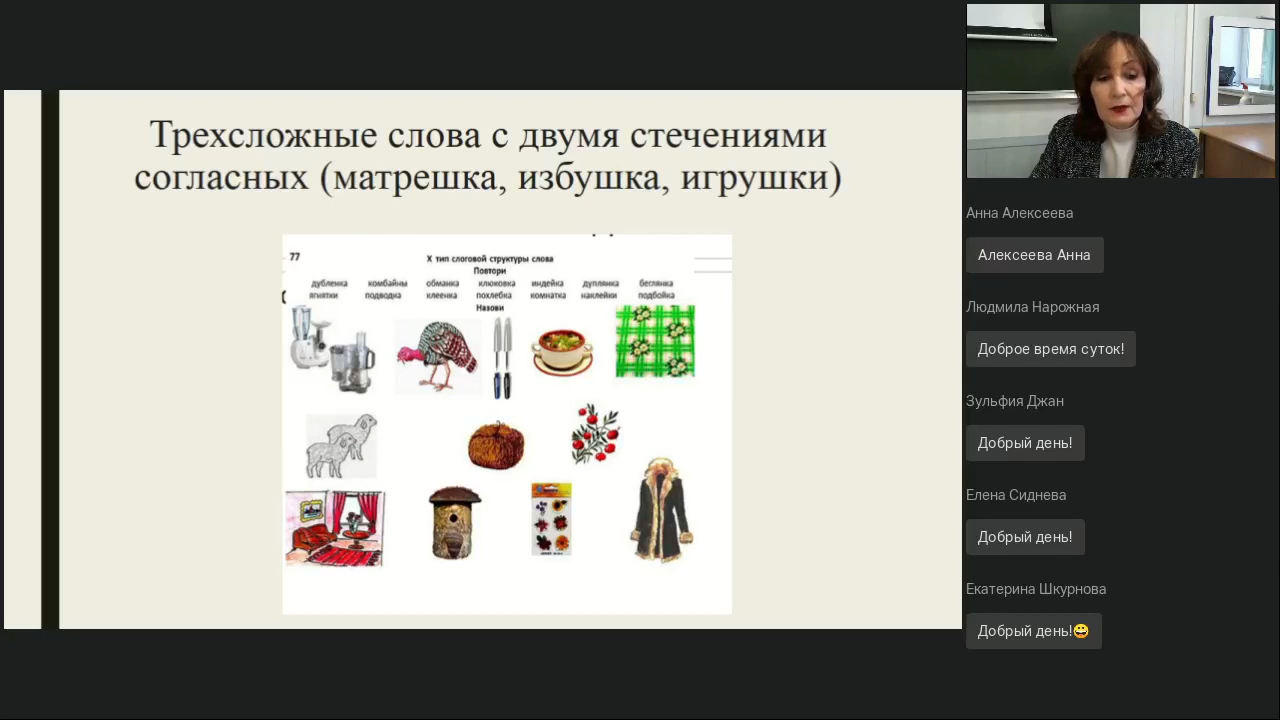 Трехсложные слова с двумя стечениями
согласных (матрешка, избушка, игрушки)
77
X тип слоговой структуры слова
Повтори
дубленка комбайны обманка клюковка индейка дуплянка беглянка
ягнятки подводка клеенка похлебка комнатка наклейки подбойка
Назови
Анна Алексеева
Алексеева Анна
Людмила Нарожная
Доброе время суток!
Зульфия Джан
Добрый день!
Елена Сиднева
Добрый день!
Екатерина Шкурнова
Добрый день!😀